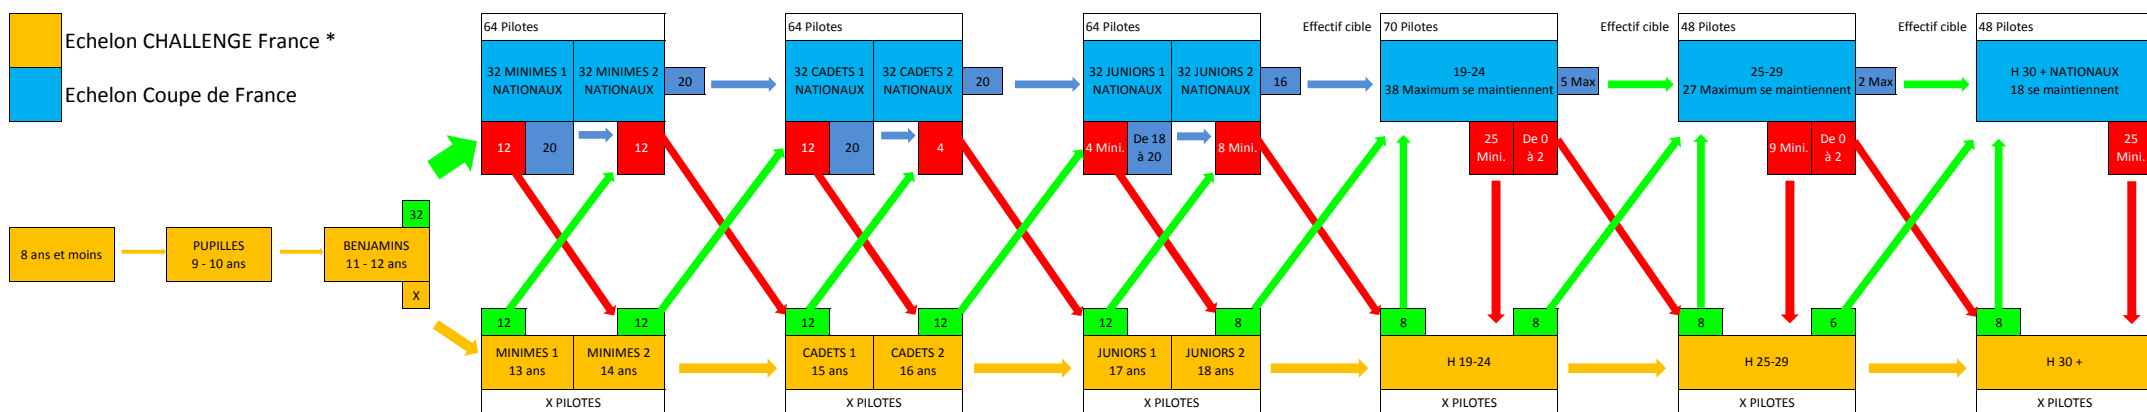 Echelon CHALLENGE France *
Echelon Coupe de France
64 Pilotes
64 Pilotes
64 Pilotes
Effectif cible
70 Pilotes
Effectif cible
48 Pilotes
Effectif cible
48 Pilotes
32 MINIMES 1
NATIONAUX
32 MINIMES 2
NATIONAUX
20
32 CADETS 1
NATIONAUX
32 CADETS 2
NATIONAUX
20
32 JUNIORS 1
NATIONAUX
32 JUNIORS 2
NATIONAUX
16
19-24
38 Maximum se maintiennent
5 Max
25-29
27 Maximum se maintiennent
2 Max
H 30 + NATIONAUX
18 se maintiennent
12
20
12
12
20
4
4 Mini.
De 18
à 20
8 Mini.
25
Mini.
De 0
à 2
9 Mini.
De 0
à 2
25
Mini.
32
8 ans et moins
PUPILLES
9 - 10 ans
BENJAMINS
11 - 12 ans
X
12
12
12
12
12
8
8
8
8
6
8
MINIMES 1
13 ans
MINIMES 2
14 ans
CADETS 1
15 ans
CADETS 2
16 ans
JUNIORS 1
17 ans
JUNIORS 2
18 ans
H 19-24
H 25-29
H 30 +
X PILOTES
X PILOTES
X PILOTES
X PILOTES
X PILOTES
X PILOTES